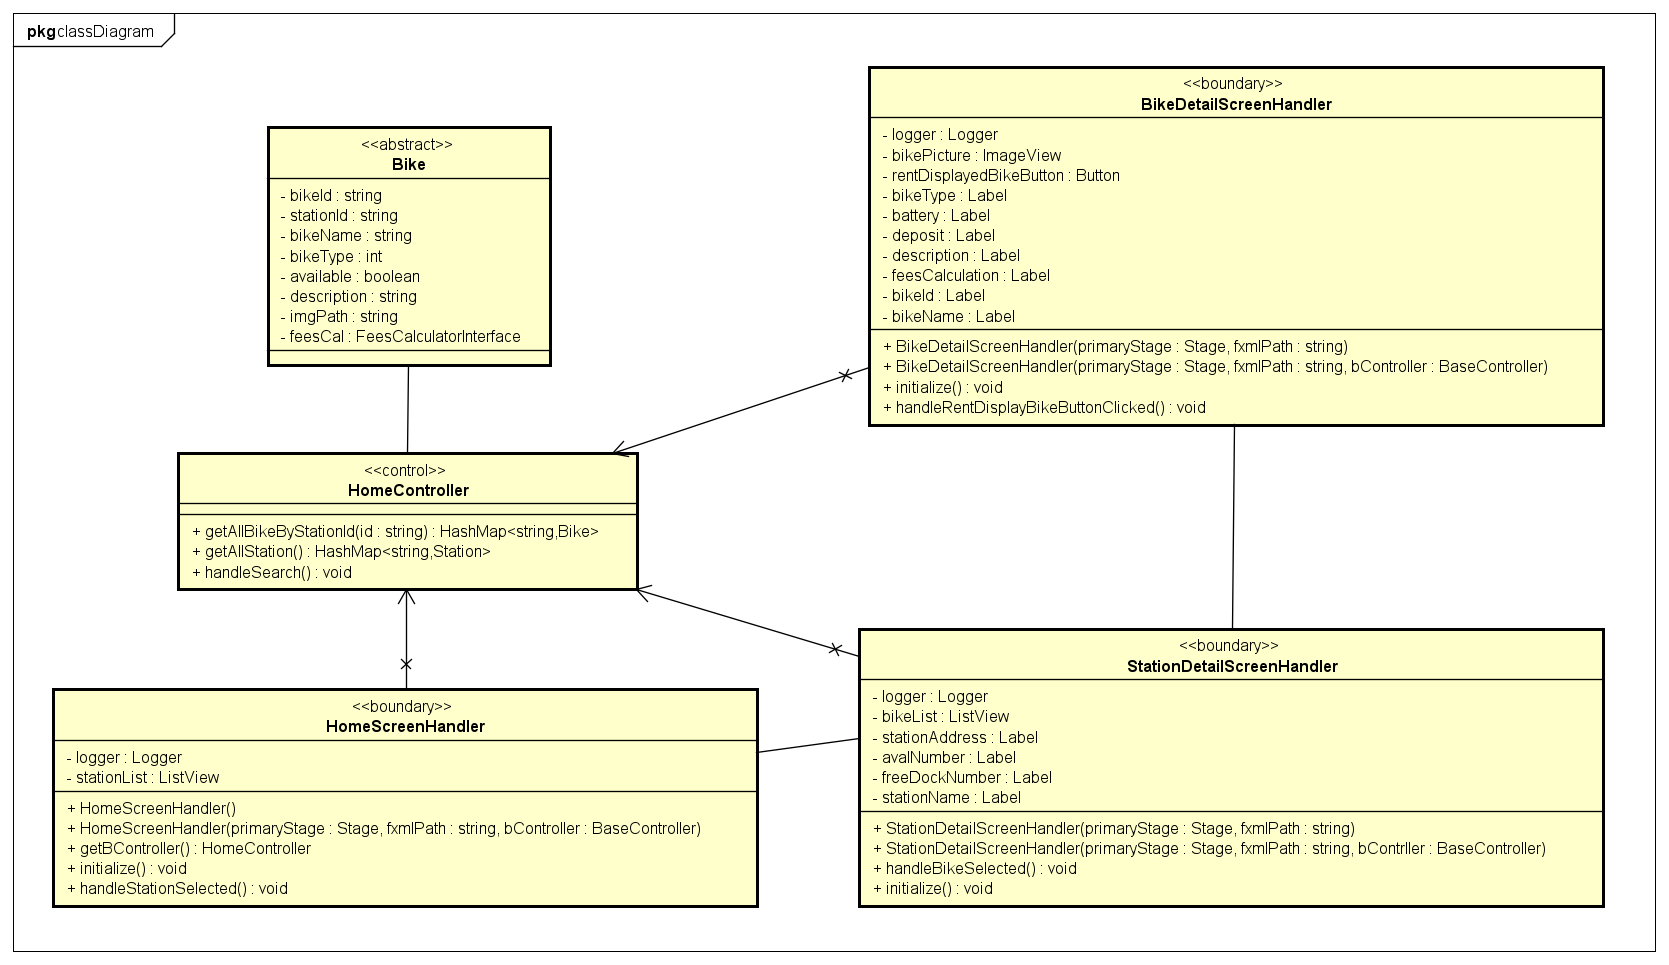 pkg classDiagram
<<abstract>>
Bike
- bikeId : string
- stationId : string
- bikeName : string
- bikeType : int
- available : boolean
- description : string
- imgPath : string
- feesCal : FeesCalculatorInterface
<<boundary>>
BikeDetailScreenHandler
- logger : Logger
- bikePicture : ImageView
- rentDisplayedBikeButton : Button
- bikeType : Label
- battery : Label
- deposit : Label
- description : Label
- feesCalculation : Label
- bikeId : Label
- bikeName : Label
+ BikeDetailScreenHandler(primaryStage : Stage, fxmlPath : string)
+ BikeDetailScreenHandler(primaryStage : Stage, fxmlPath : string, bController : BaseController)
+ initialize() : void
+ handleRentDisplayBikeButtonClicked() : void
<<control>>
HomeController
+ getAllBikeByStationId(id : string) : HashMap<string,Bike>
+ getAllStation() : HashMap<string,Station>
+ handleSearch() : void
<<boundary>>
HomeScreenHandler
- logger : Logger
- stationList : ListView
+ HomeScreenHandler()
+ HomeScreenHandler(primaryStage : Stage, fxmlPath : string, bController : BaseController)
+ getBController() : HomeController
+ initialize() : void
+ handleStationSelected() : void
<<boundary>>
StationDetailScreenHandler
- logger : Logger
- bikeList : ListView
- stationAddress : Label
- avalNumber : Label
- freeDockNumber : Label
- stationName : Label
+ StationDetailScreenHandler(primaryStage : Stage, fxmlPath : string)
+ StationDetailScreenHandler(primaryStage : Stage, fxmlPath : string, bContrller : BaseController)
+ handleBikeSelected() : void
+ initialize() : void